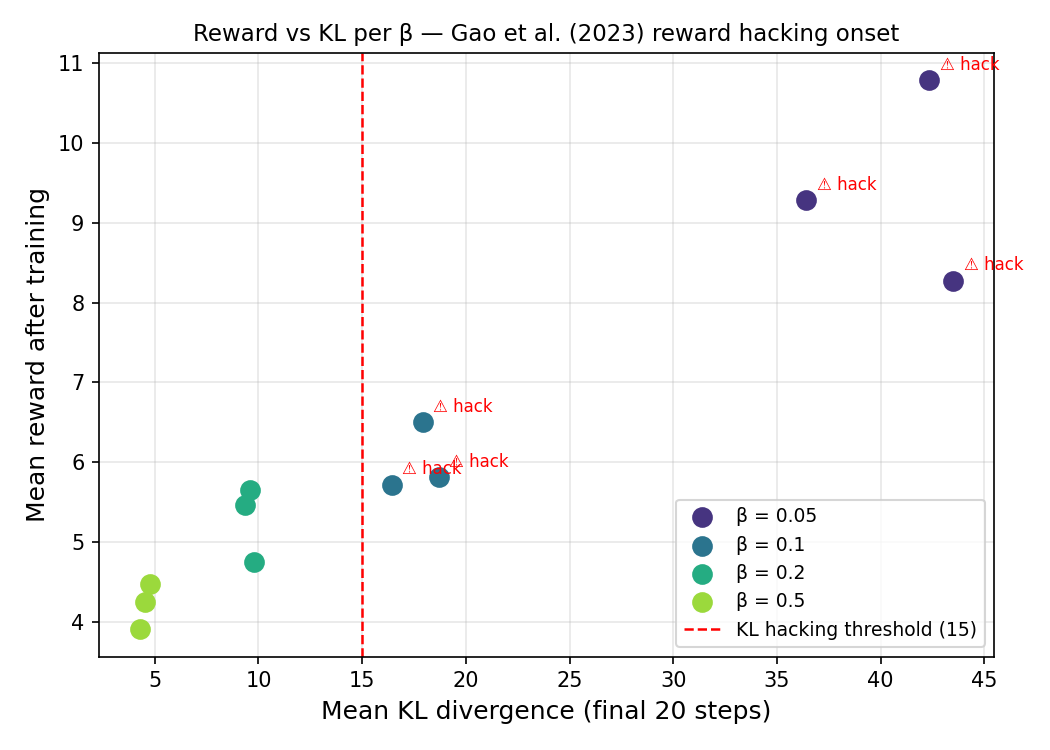 Reward vs KL per β — Gao et al. (2023) reward hacking onset
11
⚠ hack
10
⚠ hack
9
⚠ hack
8
7
⚠ hack
6
⚠ hack
⚠ hack
5
4
Mean reward after training
β = 0.05
β = 0.1
β = 0.2
β = 0.5
KL hacking threshold (15)
5 10 15 20 25 30 35 40 45
Mean KL divergence (final 20 steps)